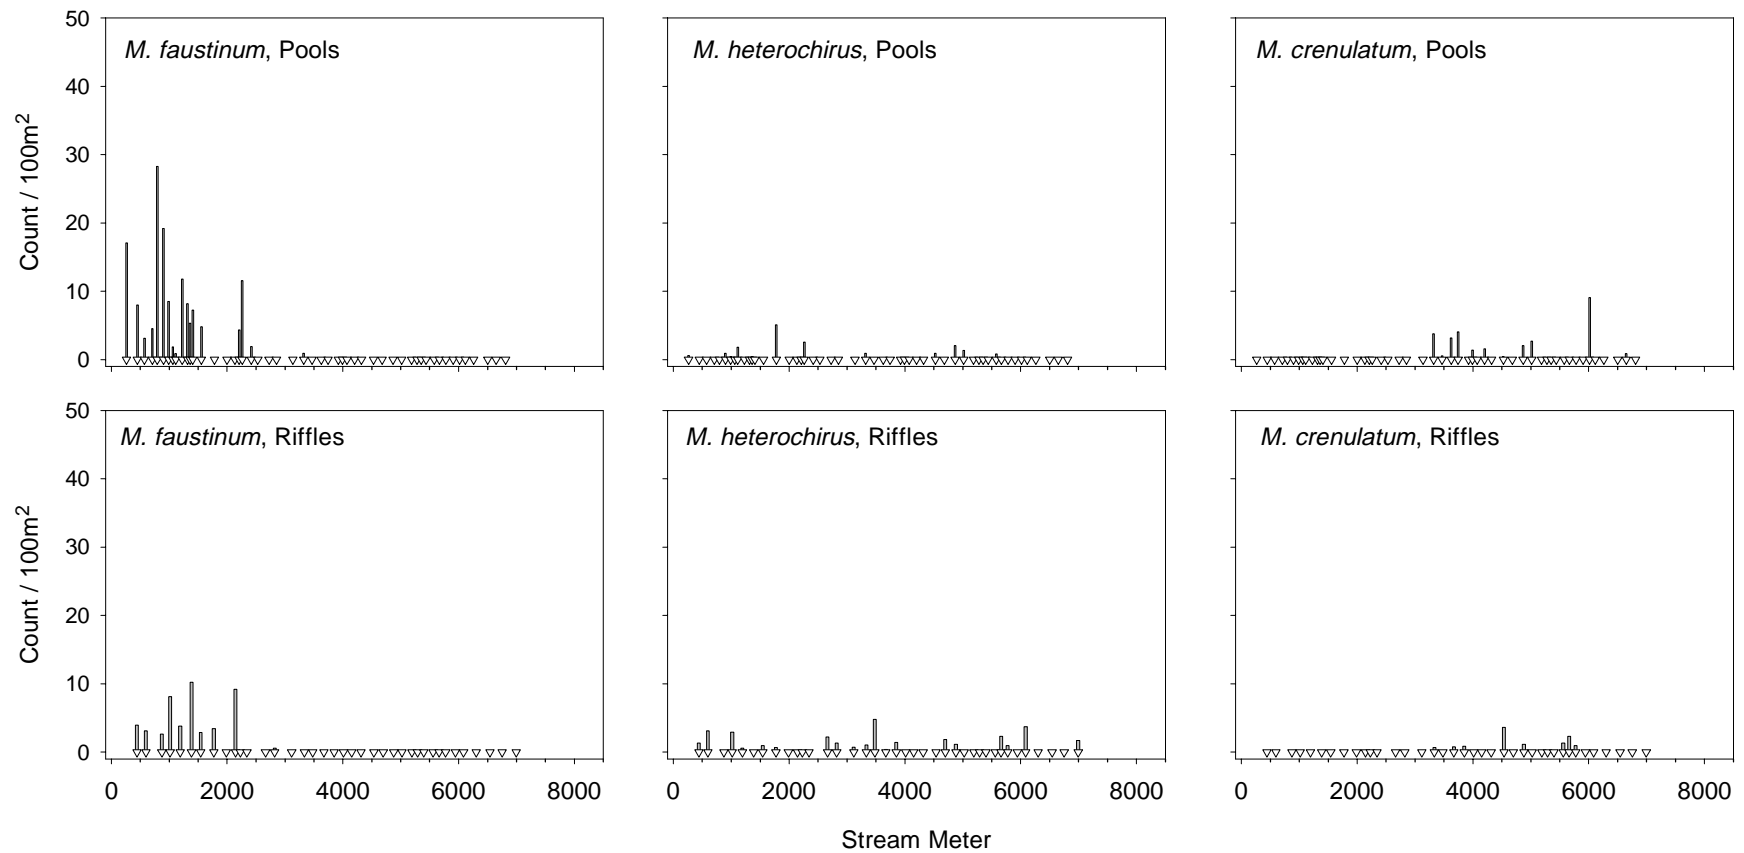 M. faustinum, Pools
M. heterochirus, Pools
M. crenulatum, Pools
50
40
30
20
10
0
Count / 100m2
M. faustinum, Riffles
M. heterochirus, Riffles
M. crenulatum, Riffles
50
40
30
20
10
0
Count / 100m2
0 2000 4000 6000 8000
0 2000 4000 6000 8000
0 2000 4000 6000 8000
Stream Meter